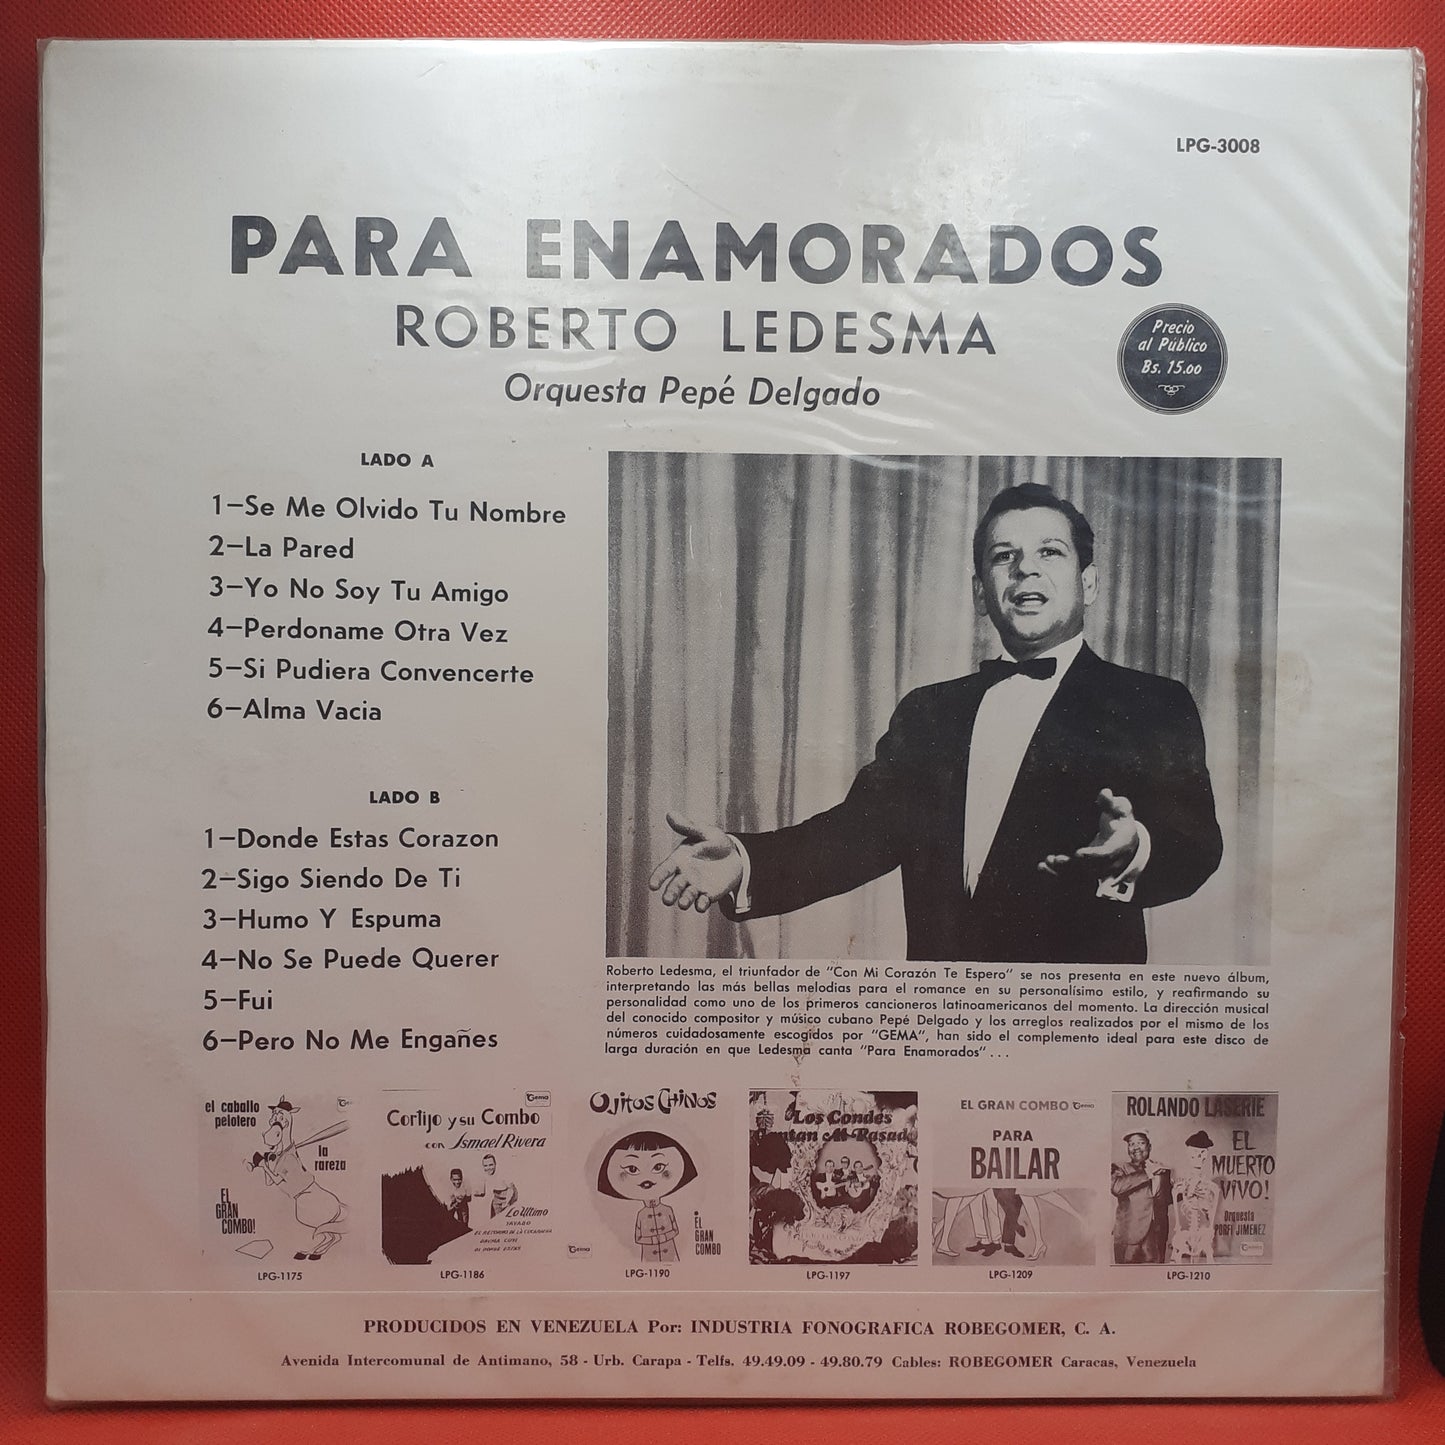 LPG-3008
PARA ENAMORADOS
ROBERTO LEDESMA
Orquesta Pepé Delgado
Precio
al Público
Bs. 15.00
LADO A
1-Se Me Olvido Tu Nombre
2-La Pared
3-Yo No Soy Tu Amigo
4-Perdoname Otra Vez
5-Si Pudiera Convencerte
6-Alma Vacia
LADO B
1-Donde Estas Corazon
2-Sigo Siendo De Ti
3-Humo Y Espuma
4-No Se Puede Querer
5-Fui
6-Pero No Me Engañes
Roberto Ledesma, el triunfador de "Con Mi Corazón Te Espero" se nos presenta en este nuevo álbum,
interpretando las más bellas melodias para el romance en su personalísimo estilo, y reafirmando su
personalidad como uno de los primeros cancioneros latinoamericanos del momento. La dirección musical
del conocido compositor y músico cubano Pepé Delgado y los arreglos realizados por el mismo de los
números cuidadosamente escogidos por "GEMA", han sido el complemento ideal para este disco de
larga duración en que Ledesma canta "Para Enamorados"...
el caballo
pelotero
Gema
la
rareza
EL
GRAN
COMBO!
LPG-1175
Gema
Cortijo y su Combo
con Ismael Rivera
Lo Ultimo
SAYABO
Gema
LPG-1186
Ojitos CHiNOS
EL
GRAN
COMBO
LPG-1190
Los Condes
Cantan Mi Pasado
LPG-1197
EL GRAN COMBO Gema
PARA
BAILAR
LPG-1209
ROLANDO LASERIE
EL
MUERTO
VIVO!
Orquesta
PORFI JIMENEZ
Gema
LPG-1210
PRODUCIDOS EN VENEZUELA Por: INDUSTRIA FONOGRAFICA ROBEGOMER, C. A.
Avenida Intercomunal de Antimano, 58 - Urb. Carapa - Telfs. 49.49.09 - 49.80.79 Cables: ROBEGOMER Caracas, Venezuela